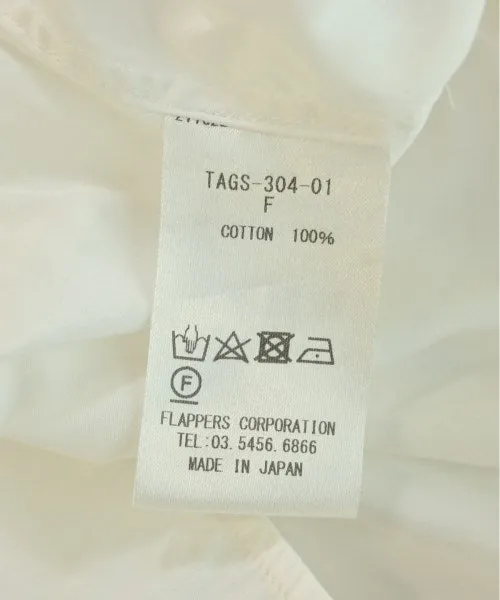 TAGS-304-01
F
COTTON 100%
F
FLAPPERS CORPORATION
TEL:03.5456.6866
MADE IN JAPAN